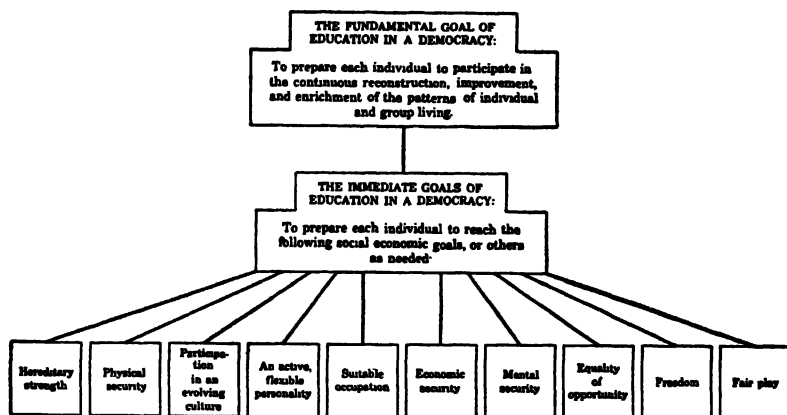 THE FUNDAMENTAL GOAL OF
EDUCATION IN A DEMOCRACY:
To prepare each individual to participate in
the continuous reconstruction, improvement,
and enrichment of the patterns of individual
and group living.
THE IMMEDIATE GOALS OF
EDUCATION IN A DEMOCRACY:
To prepare each individual to reach the
following social economic goals, or others
as needed·
Hereditary
strength
Physical
security
Participa-
tion
in an
evolving
culture
An active,
flexible
personality
Suitable
occupation
Economic
security
Mental
security
Equality
of
opportunity
Freedom
Fair play